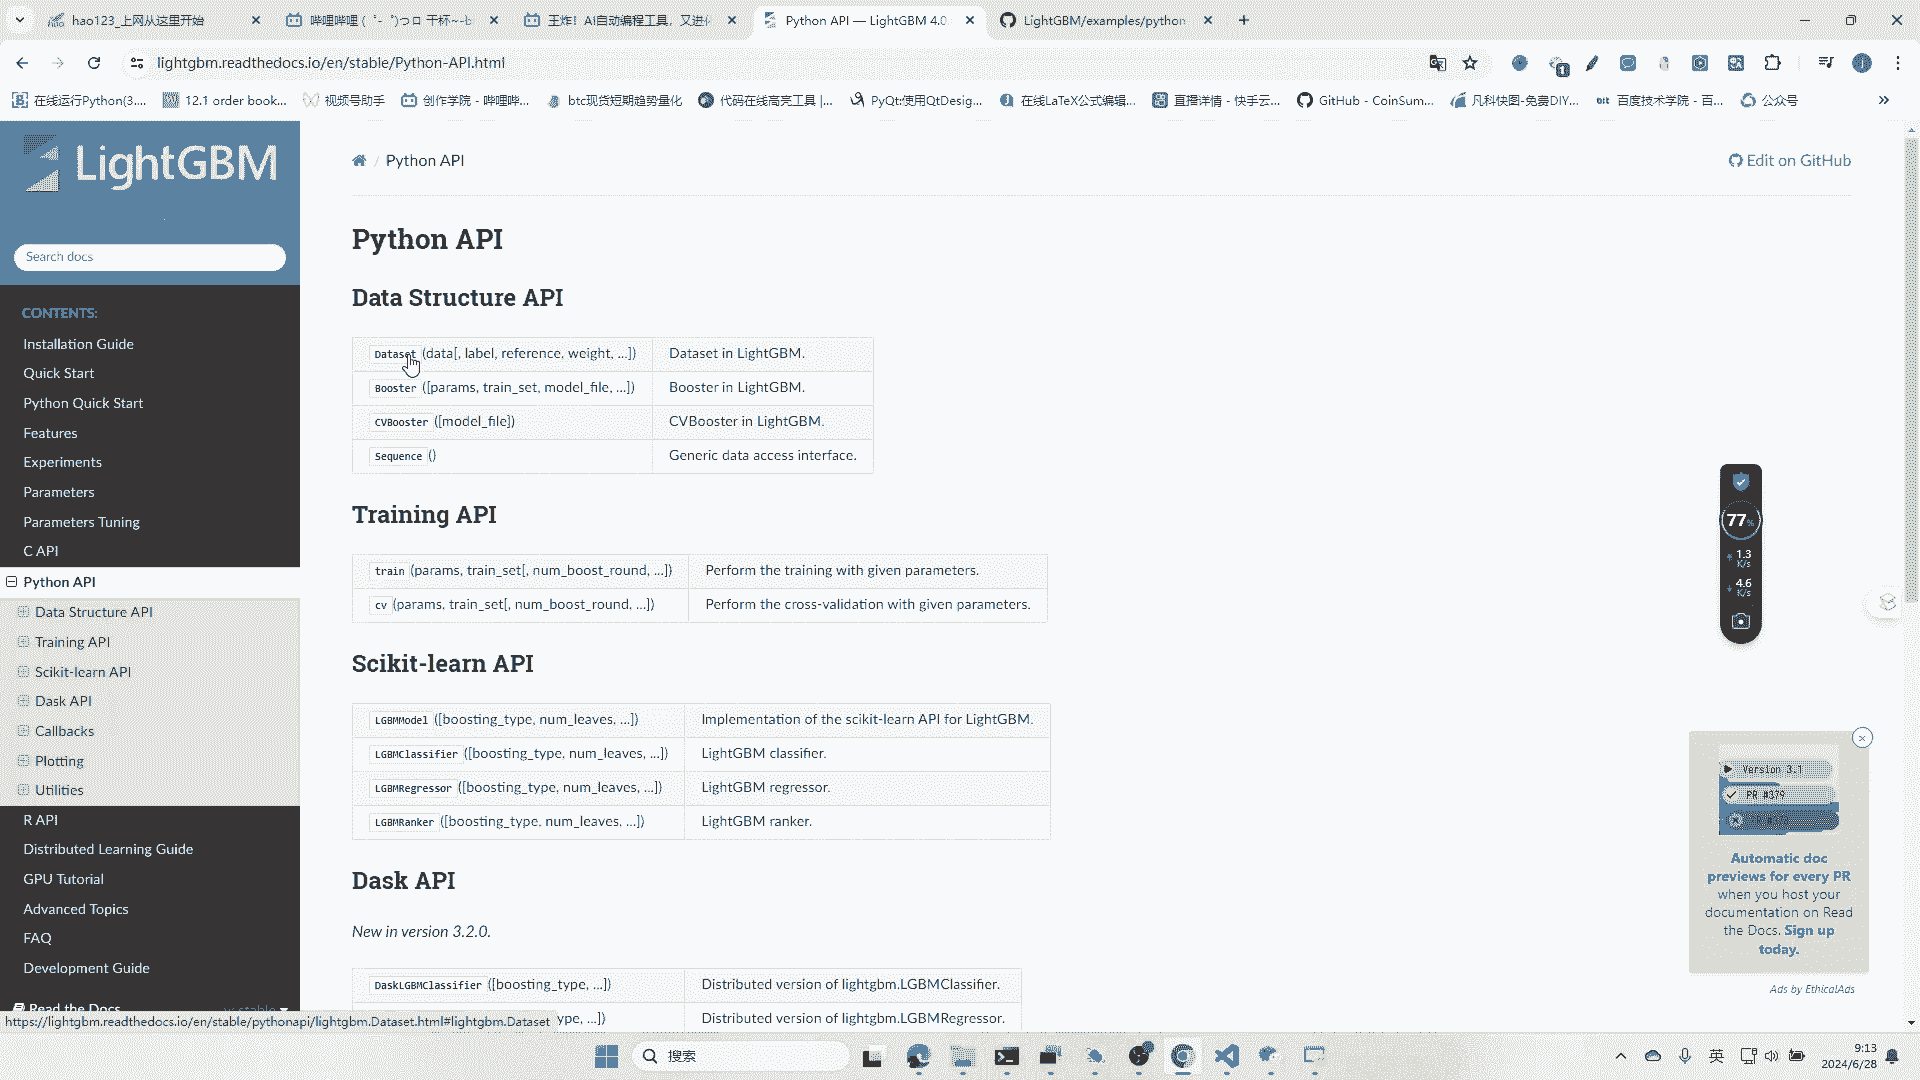 hao123_上网从这里开始
哔哩哔哩 (゜-゜)つロ 干杯~-bi
王炸！AI自动编程工具，又进化
Python API — LightGBM 4.0
LightGBM/examples/python
lightgbm.readthedocs.io/en/stable/Python-API.html
在线运行Python(3....
12.1 order book...
视频号助手
创作学院 - 哔哩哔...
btc现货短期趋势量化
代码在线高亮工具 |...
PyQt:使用QtDesig...
在线LaTeX公式编辑...
直播详情 - 快手云...
GitHub - CoinSum...
凡科快图-免费DIY...
百度技术学院 - 百...
公众号
LightGBM
Search docs
CONTENTS:
Installation Guide
Quick Start
Python Quick Start
Features
Experiments
Parameters
Parameters Tuning
C API
Python API
Data Structure API
Training API
Scikit-learn API
Dask API
Callbacks
Plotting
Utilities
R API
Distributed Learning Guide
GPU Tutorial
Advanced Topics
FAQ
Development Guide
Read the Docs
v: stable
https://lightgbm.readthedocs.io/en/stable/pythonapi/lightgbm.Dataset.html#lightgbm.Dataset
/ Python API
Edit on GitHub
Python API
Data Structure API
Dataset (data[, label, reference, weight, ...]) Dataset in LightGBM.
Booster ([params, train_set, model_file, ...]) Booster in LightGBM.
CVBooster ([model_file]) CVBooster in LightGBM.
Sequence () Generic data access interface.
Training API
train (params, train_set[, num_boost_round, ...]) Perform the training with given parameters.
cv (params, train_set[, num_boost_round, ...]) Perform the cross-validation with given parameters.
Scikit-learn API
LGBMModel ([boosting_type, num_leaves, ...]) Implementation of the scikit-learn API for LightGBM.
LGBMClassifier ([boosting_type, num_leaves, ...]) LightGBM classifier.
LGBMRegressor ([boosting_type, num_leaves, ...]) LightGBM regressor.
LGBMRanker ([boosting_type, num_leaves, ...]) LightGBM ranker.
Dask API
New in version 3.2.0.
DaskLGBMClassifier ([boosting_type, ...]) Distributed version of lightgbm.LGBMClassifier.
ype, ...]) Distributed version of lightgbm.LGBMRegressor.
77%
1.3
K/s
4.6
K/s
Version 3.1
PR #379
Automatic doc
previews for every PR
when you host your
documentation on Read
the Docs. Sign up
today.
Ads by EthicalAds
搜索
英
9:13
2024/6/28